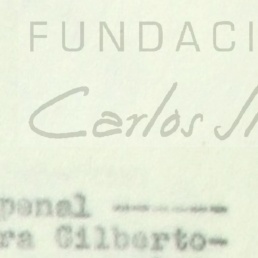 FUNDACI
Carlos
penal -------
ra Gilberto-